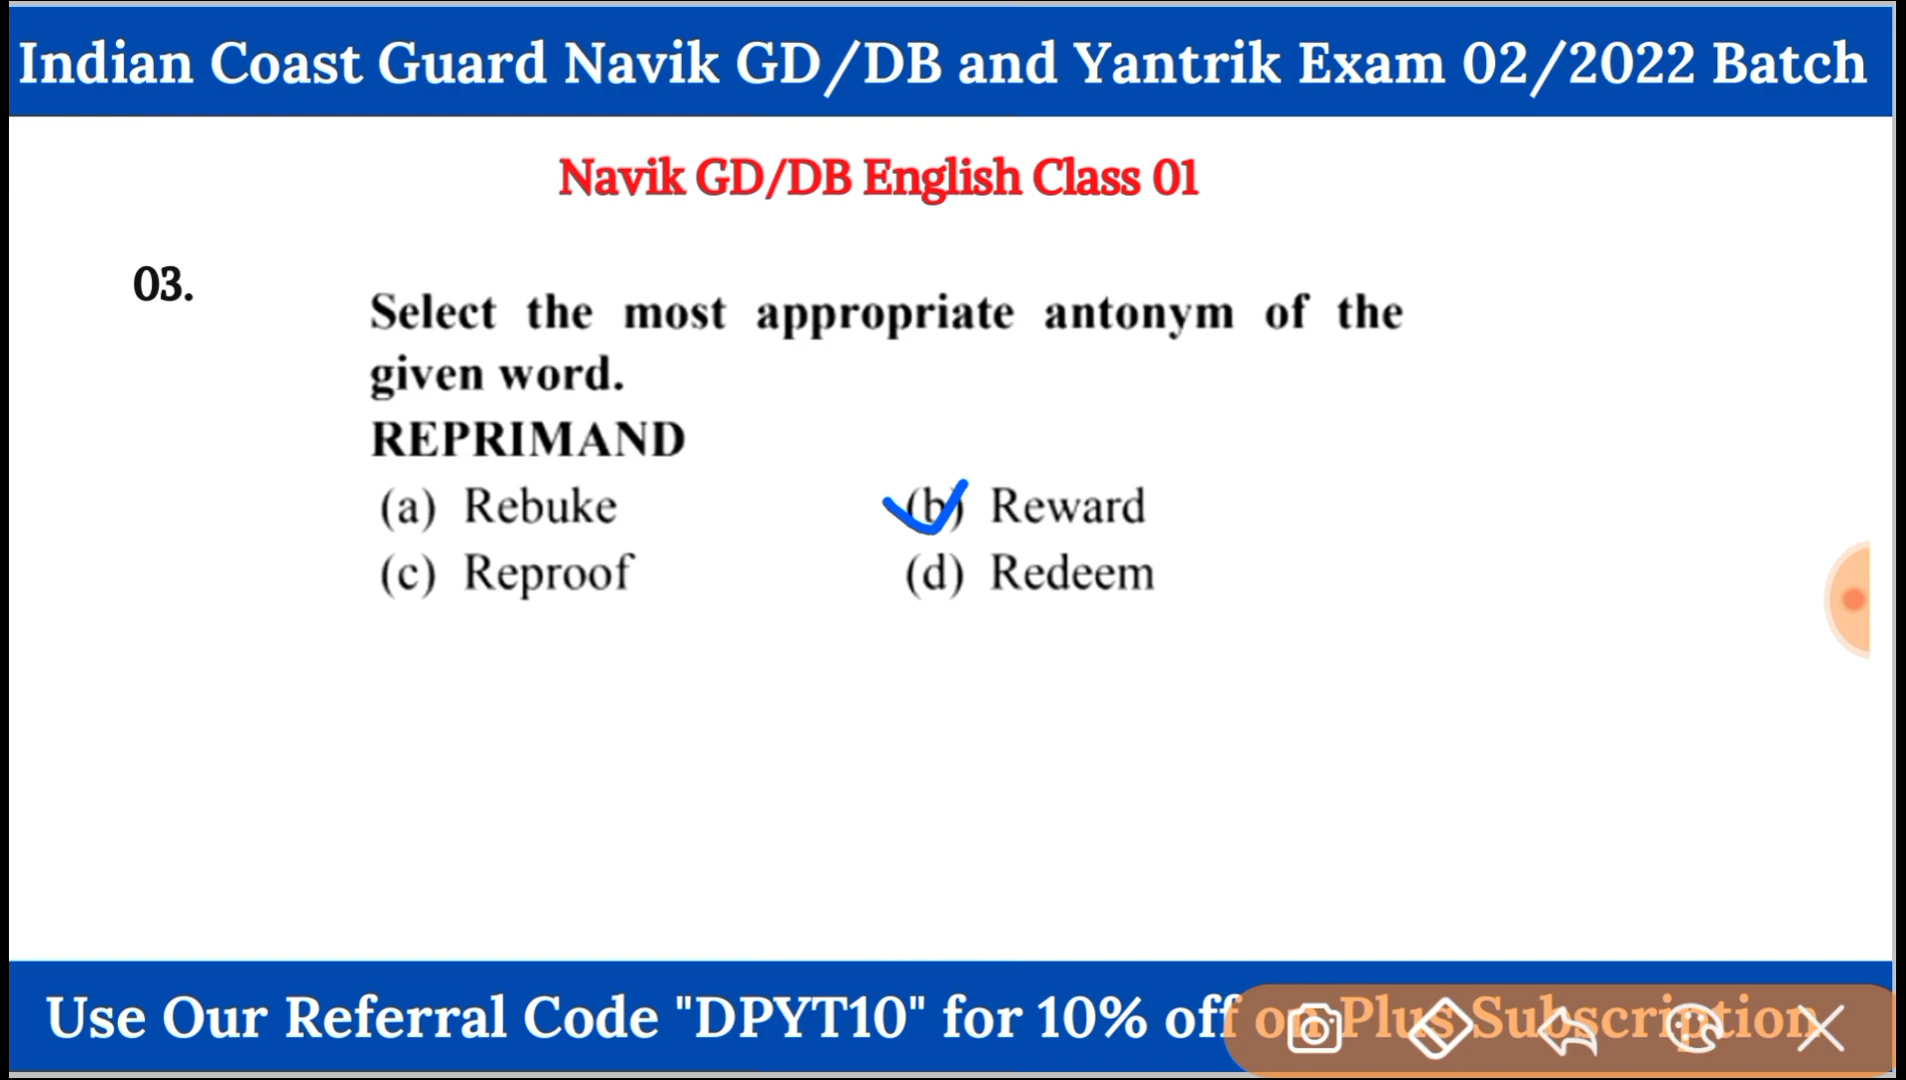 Indian Coast Guard Navik GD/DB and Yantrik Exam 02/2022 Batch
Navik GD/DB English Class 01
03.
Select the most appropriate antonym of the
given word.
REPRIMAND
(a) Rebuke (b) Reward
(c) Reproof (d) Redeem
Use Our Referral Code "DPYT10" for 10% off on Plus Subscription